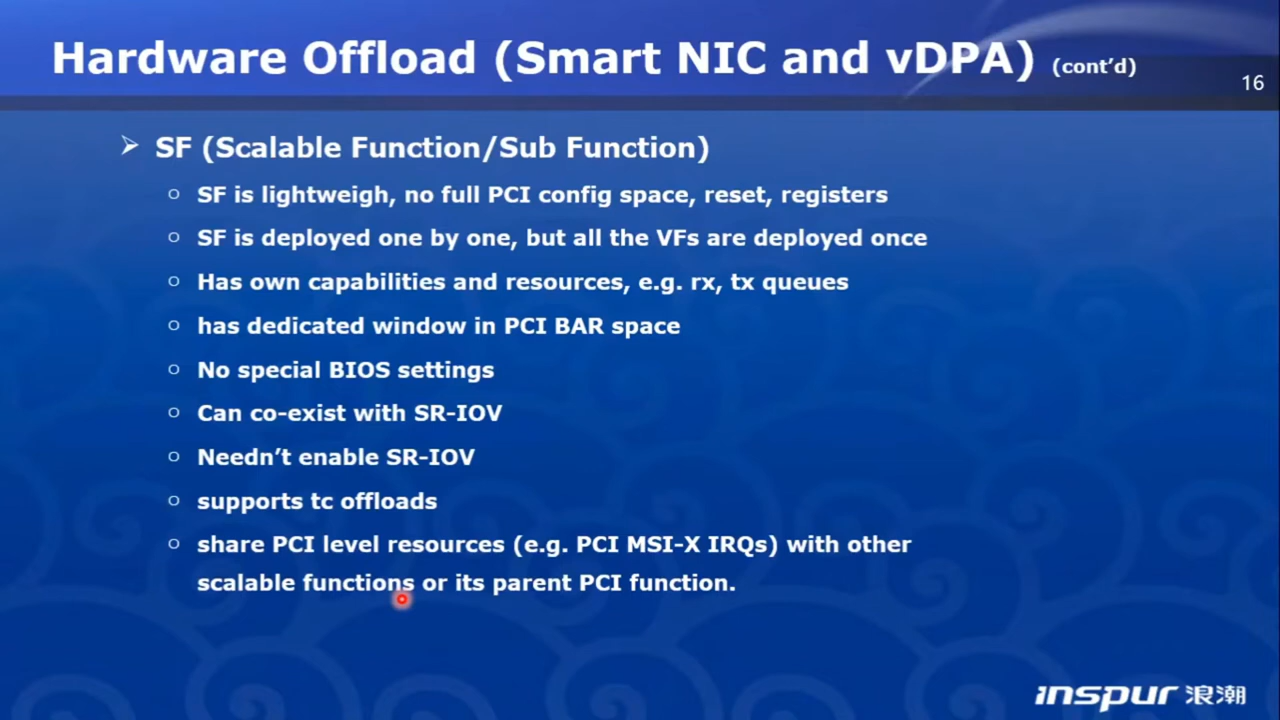 Hardware Offload (Smart NIC and vDPA) (cont’d)
16
➢ SF (Scalable Function/Sub Function)
o SF is lightweigh, no full PCI config space, reset, registers
o SF is deployed one by one, but all the VFs are deployed once
o Has own capabilities and resources, e.g. rx, tx queues
o has dedicated window in PCI BAR space
o No special BIOS settings
o Can co-exist with SR-IOV
o Needn’t enable SR-IOV
o supports tc offloads
o share PCI level resources (e.g. PCI MSI-X IRQs) with other
scalable functions or its parent PCI function.
inspur 浪潮